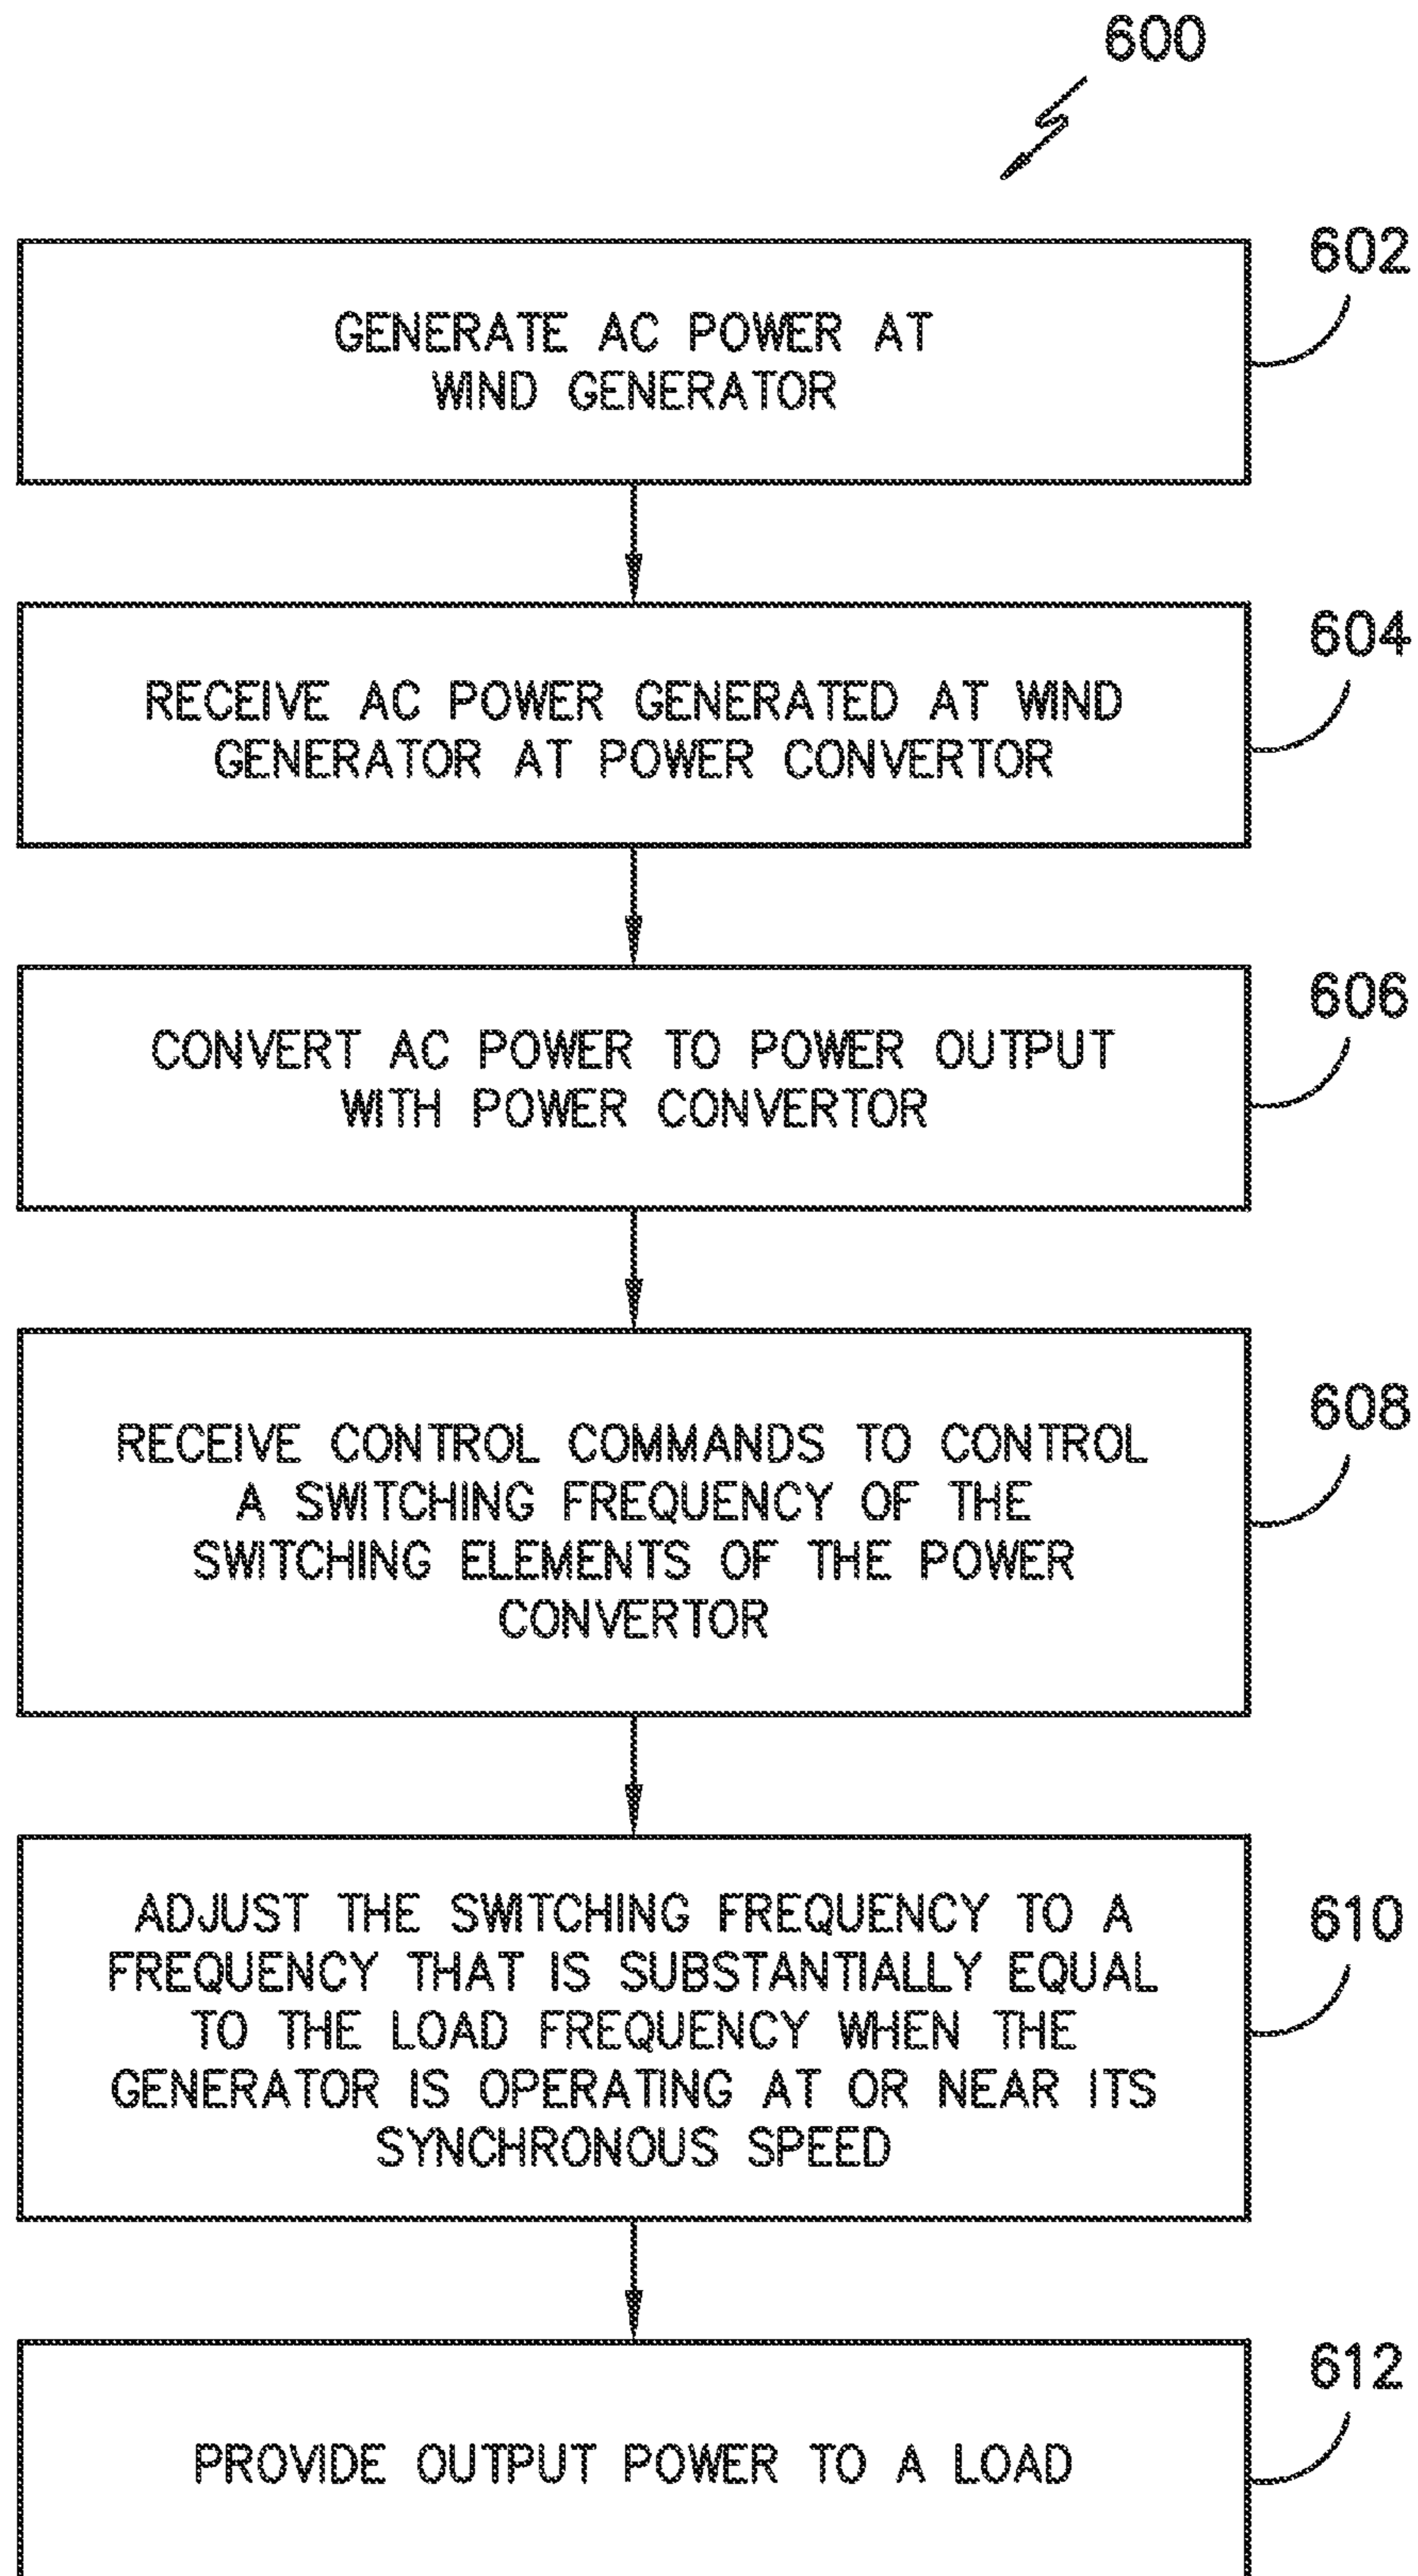 600
602
GENERATE AC POWER AT
WIND GENERATOR
604
RECEIVE AC POWER GENERATED AT WIND
GENERATOR AT POWER CONVERTOR
606
CONVERT AC POWER TO POWER OUTPUT
WITH POWER CONVERTOR
608
RECEIVE CONTROL COMMANDS TO CONTROL
A SWITCHING FREQUENCY OF THE
SWITCHING ELEMENTS OF THE POWER
CONVERTOR
610
ADJUST THE SWITCHING FREQUENCY TO A
FREQUENCY THAT IS SUBSTANTIALLY EQUAL
TO THE LOAD FREQUENCY WHEN THE
GENERATOR IS OPERATING AT OR NEAR ITS
SYNCHRONOUS SPEED
612
PROVIDE OUTPUT POWER TO A LOAD